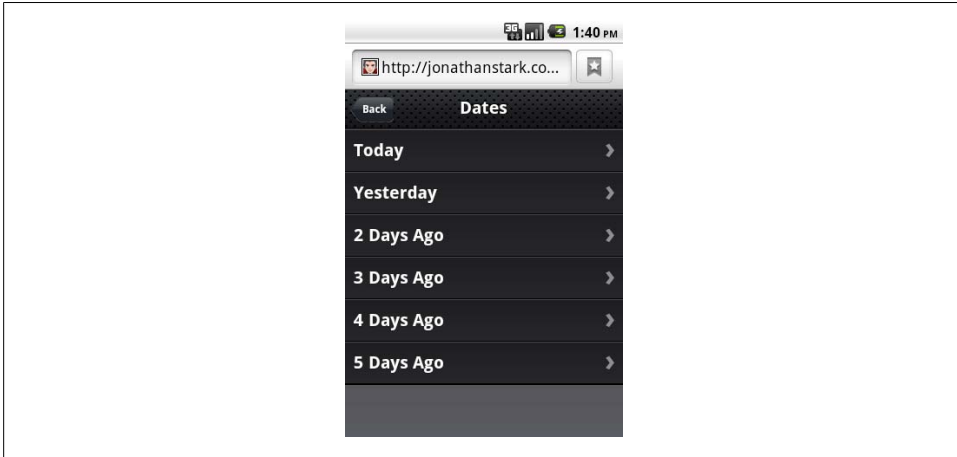 3G 1:40 PM
http://jonathanstark.co...
Back Dates
Today
Yesterday
2 Days Ago
3 Days Ago
4 Days Ago
5 Days Ago